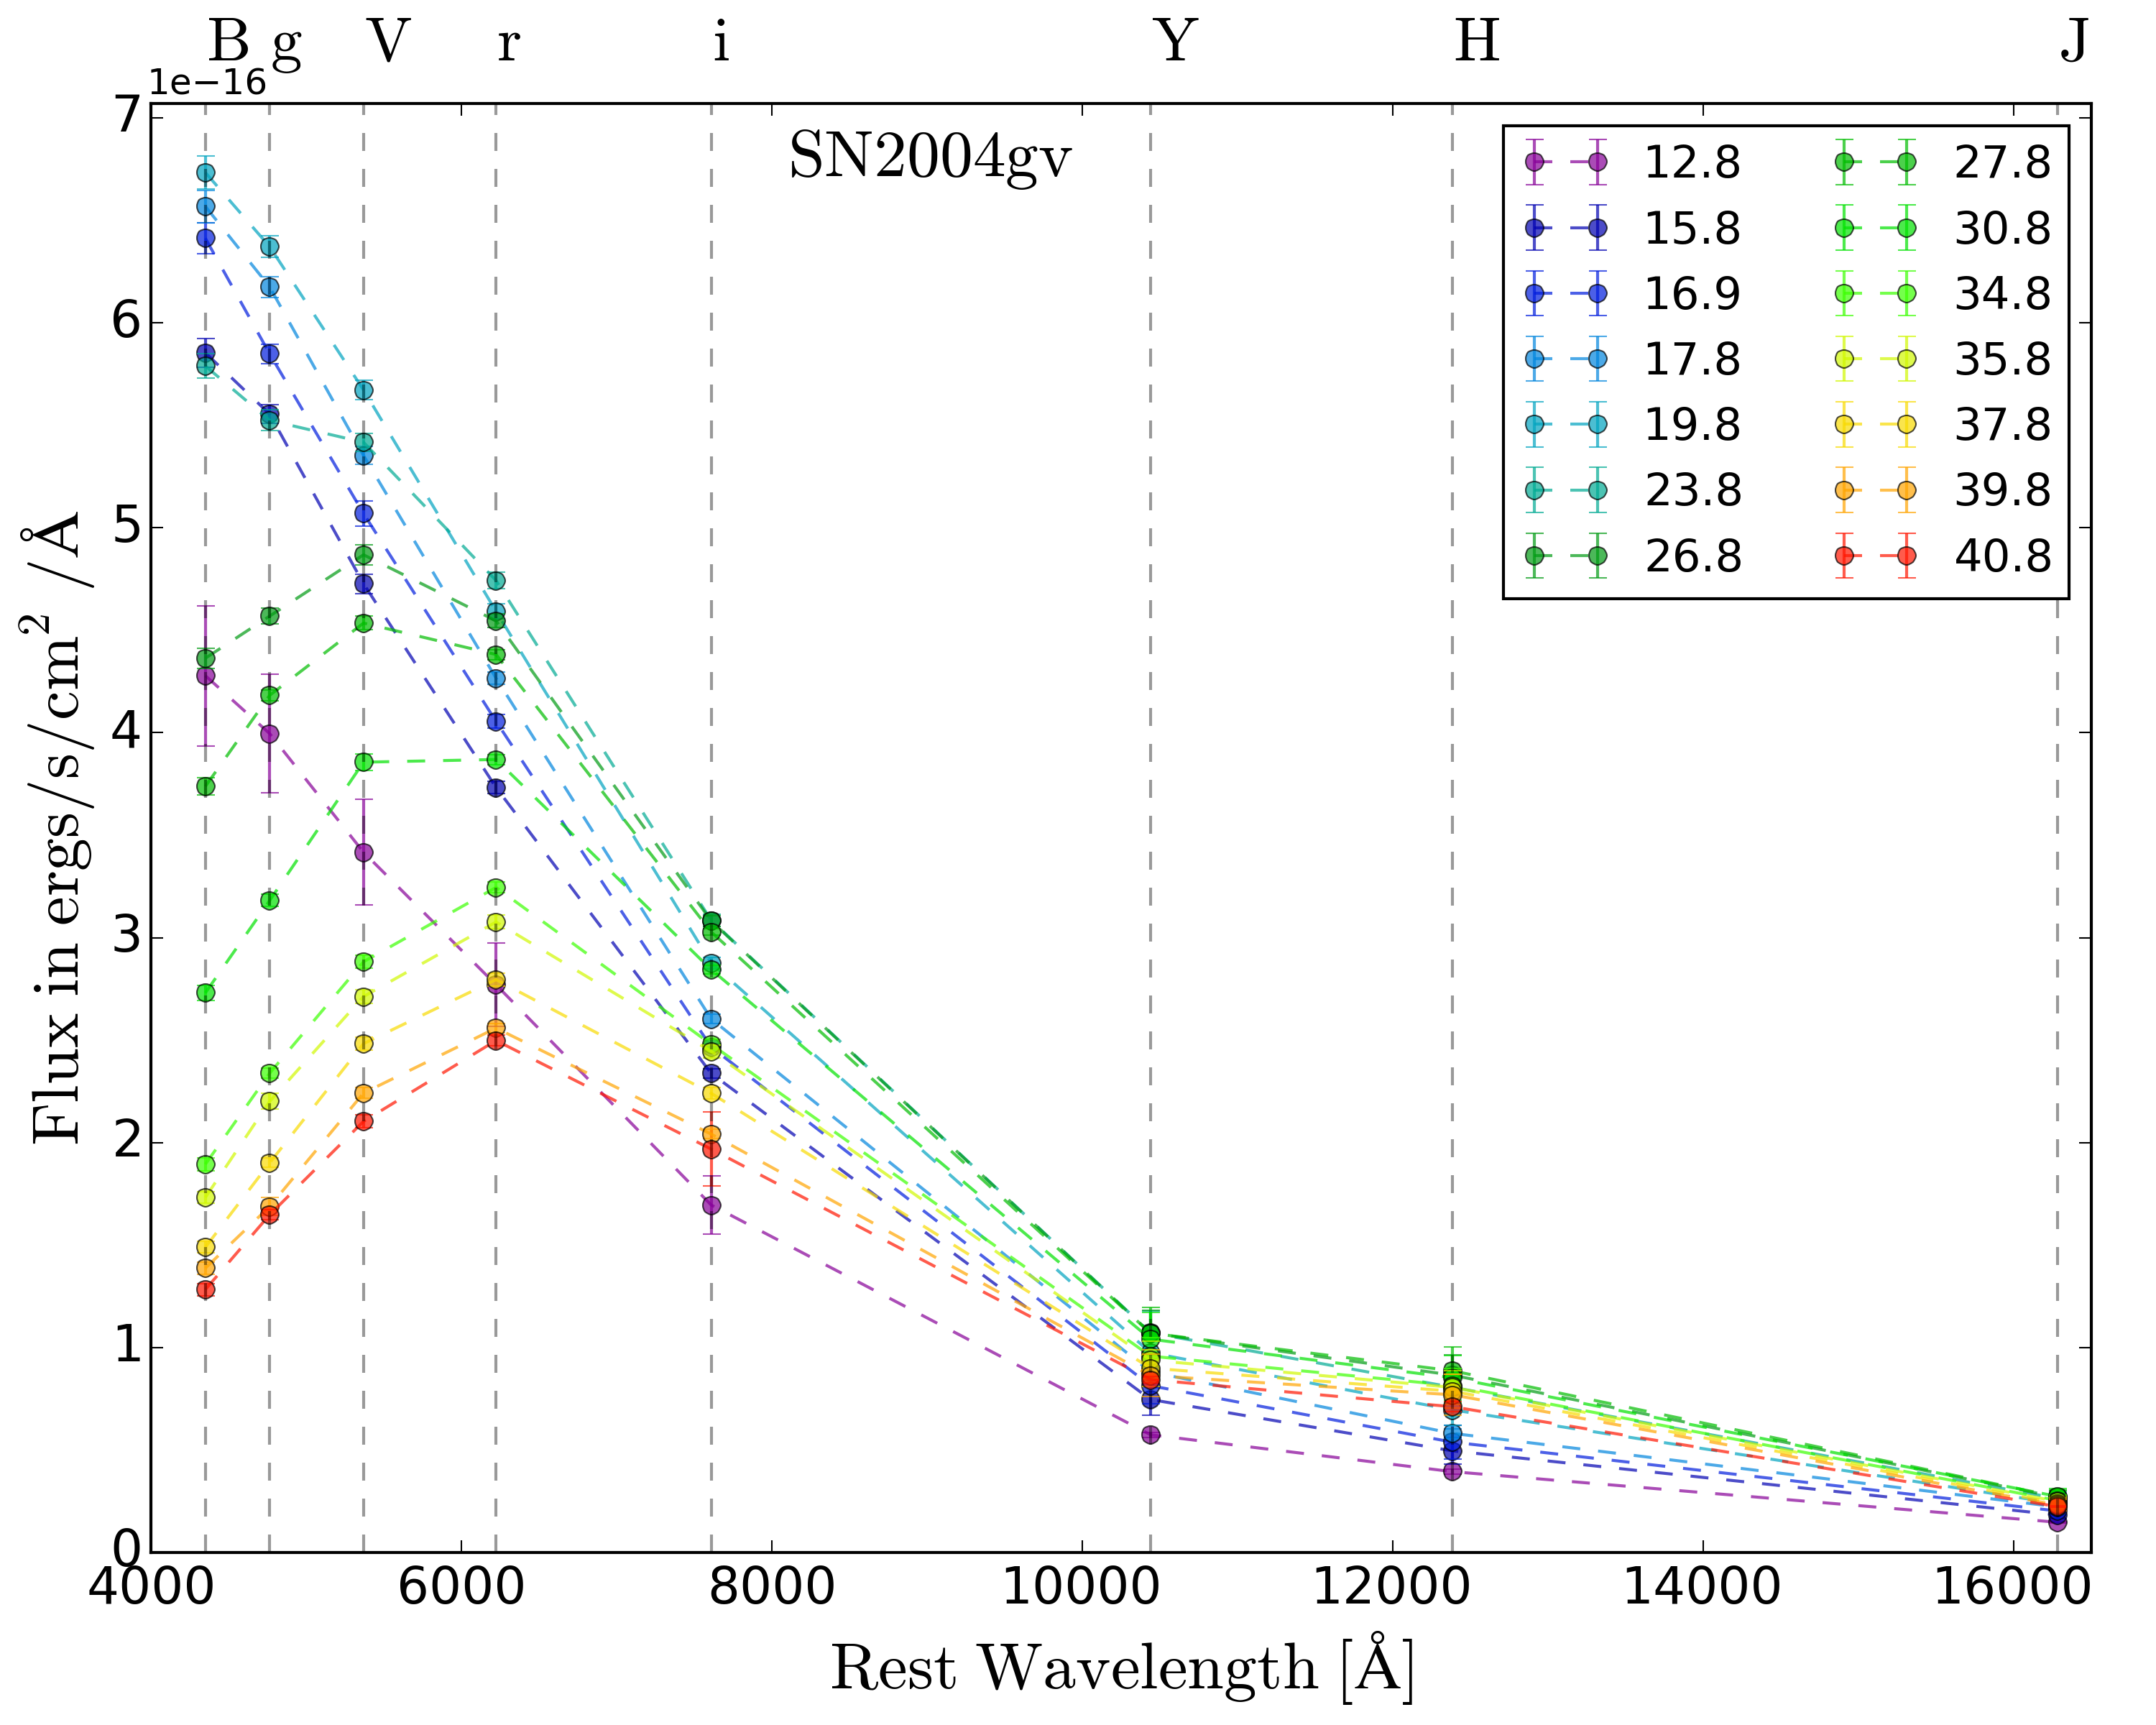 B g V r i Y H J
1e−16
SN2004gv
12.8 27.8
15.8 30.8
16.9 34.8
17.8 35.8
19.8 37.8
23.8 39.8
26.8 40.8
Flux in ergs/s/cm² /Å
7
6
5
4
3
2
1
0
4000 6000 8000 10000 12000 14000 16000
Rest Wavelength [Å]